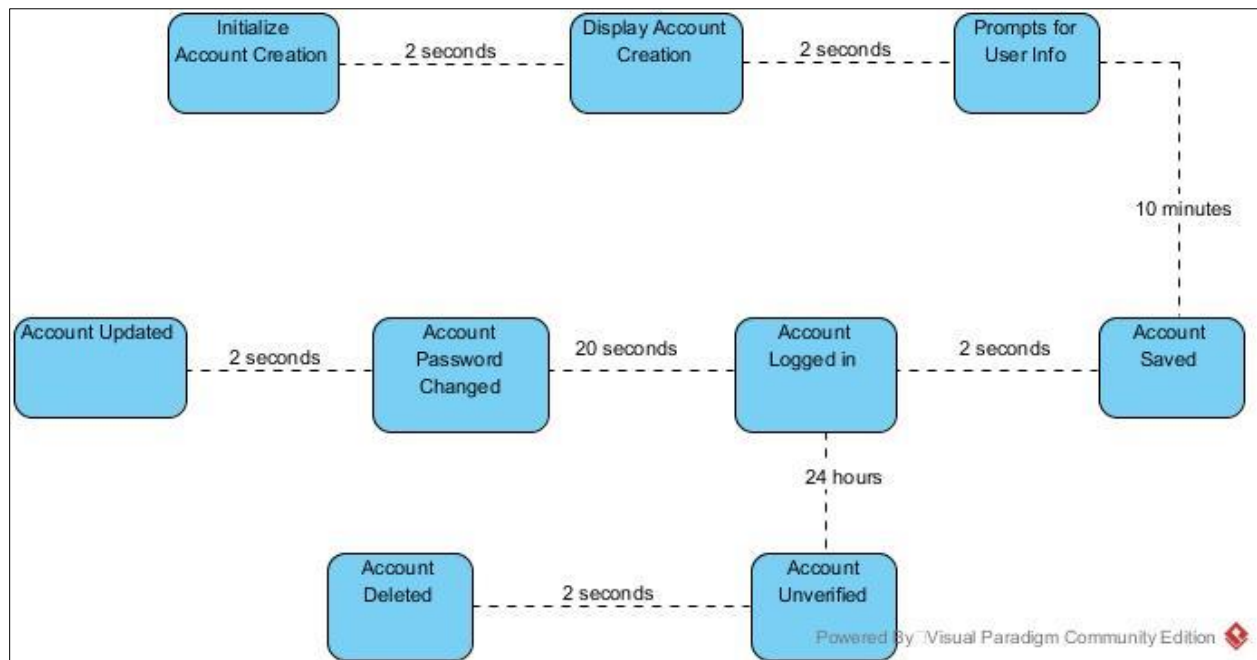 Initialize
Account Creation
2 seconds
Display Account
Creation
2 seconds
Prompts for
User Info
10 minutes
Account Updated
2 seconds
Account
Password
Changed
20 seconds
Account
Logged in
2 seconds
Account
Saved
24 hours
Account
Deleted
2 seconds
Account
Unverified
Powered By Visual Paradigm Community Edition